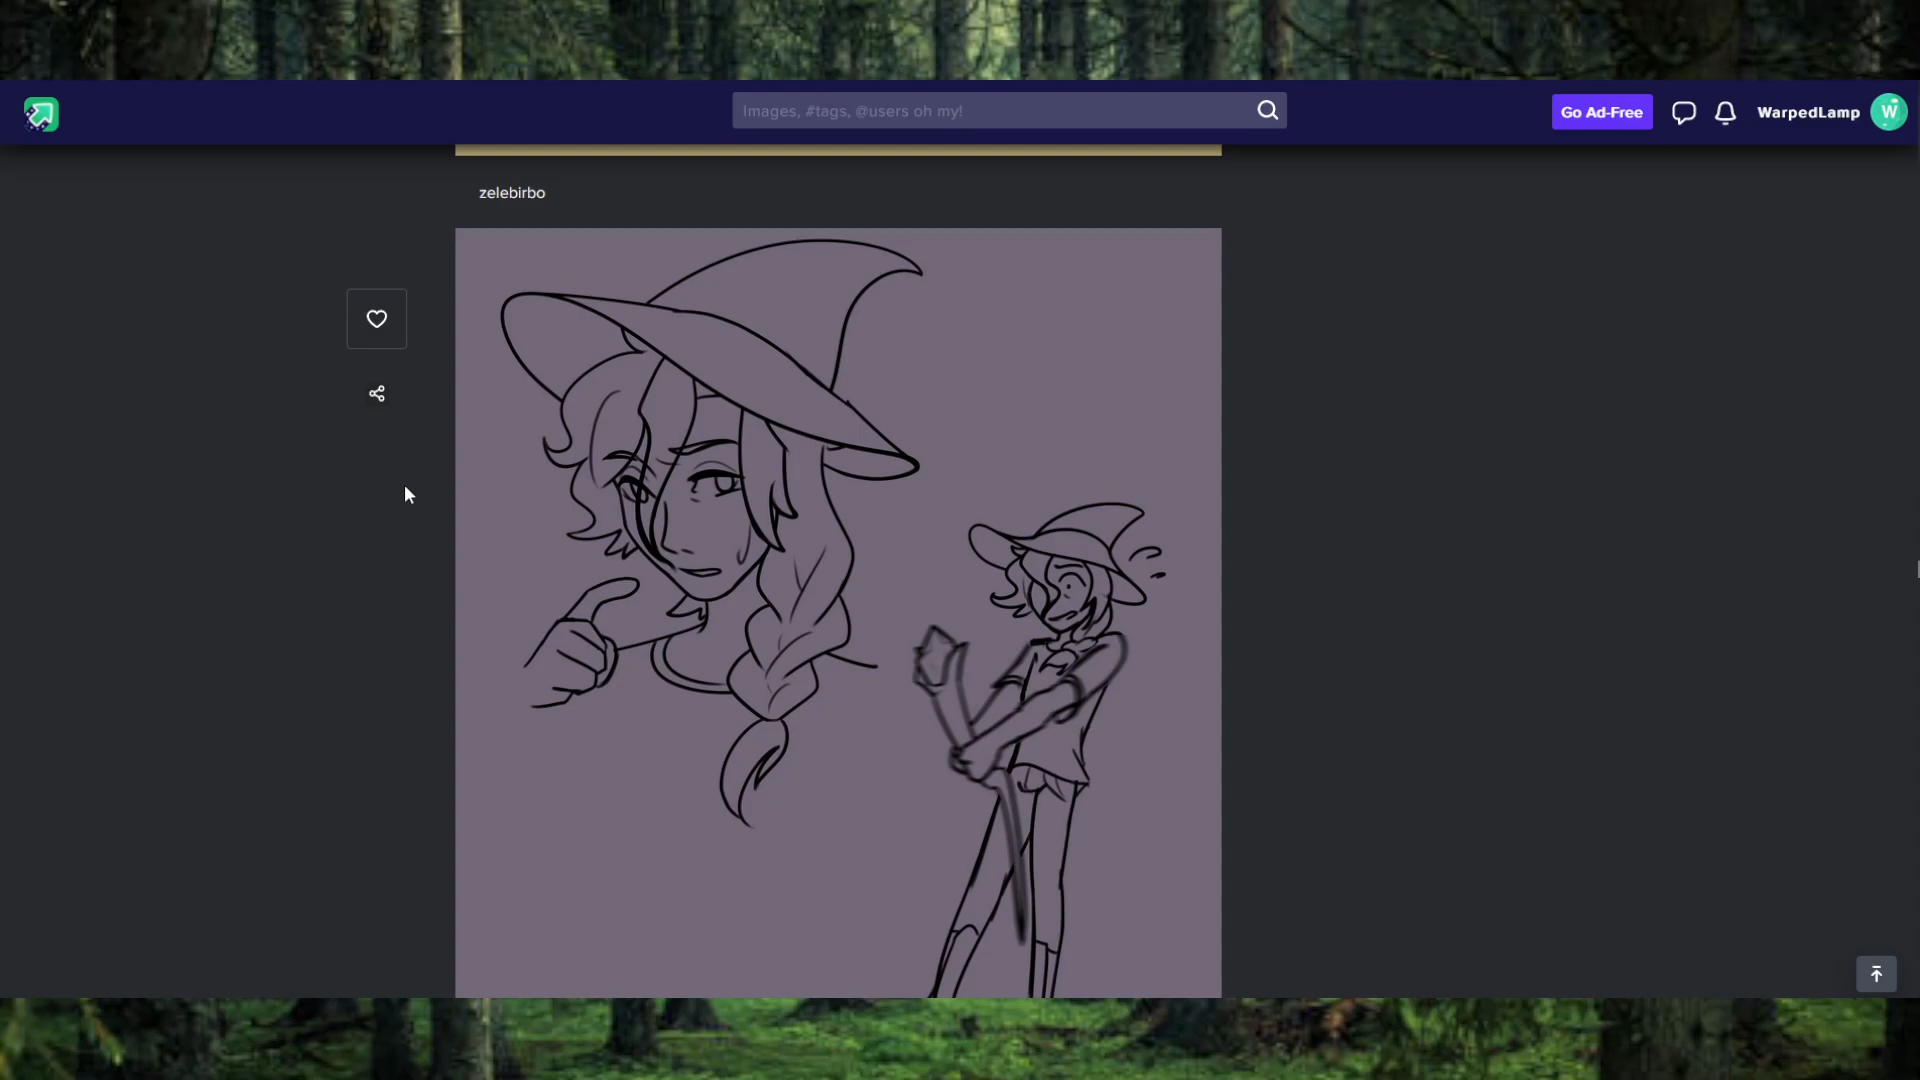 Images, #tags, @users oh my!
Go Ad-Free
WarpedLamp
W
zelebirbo